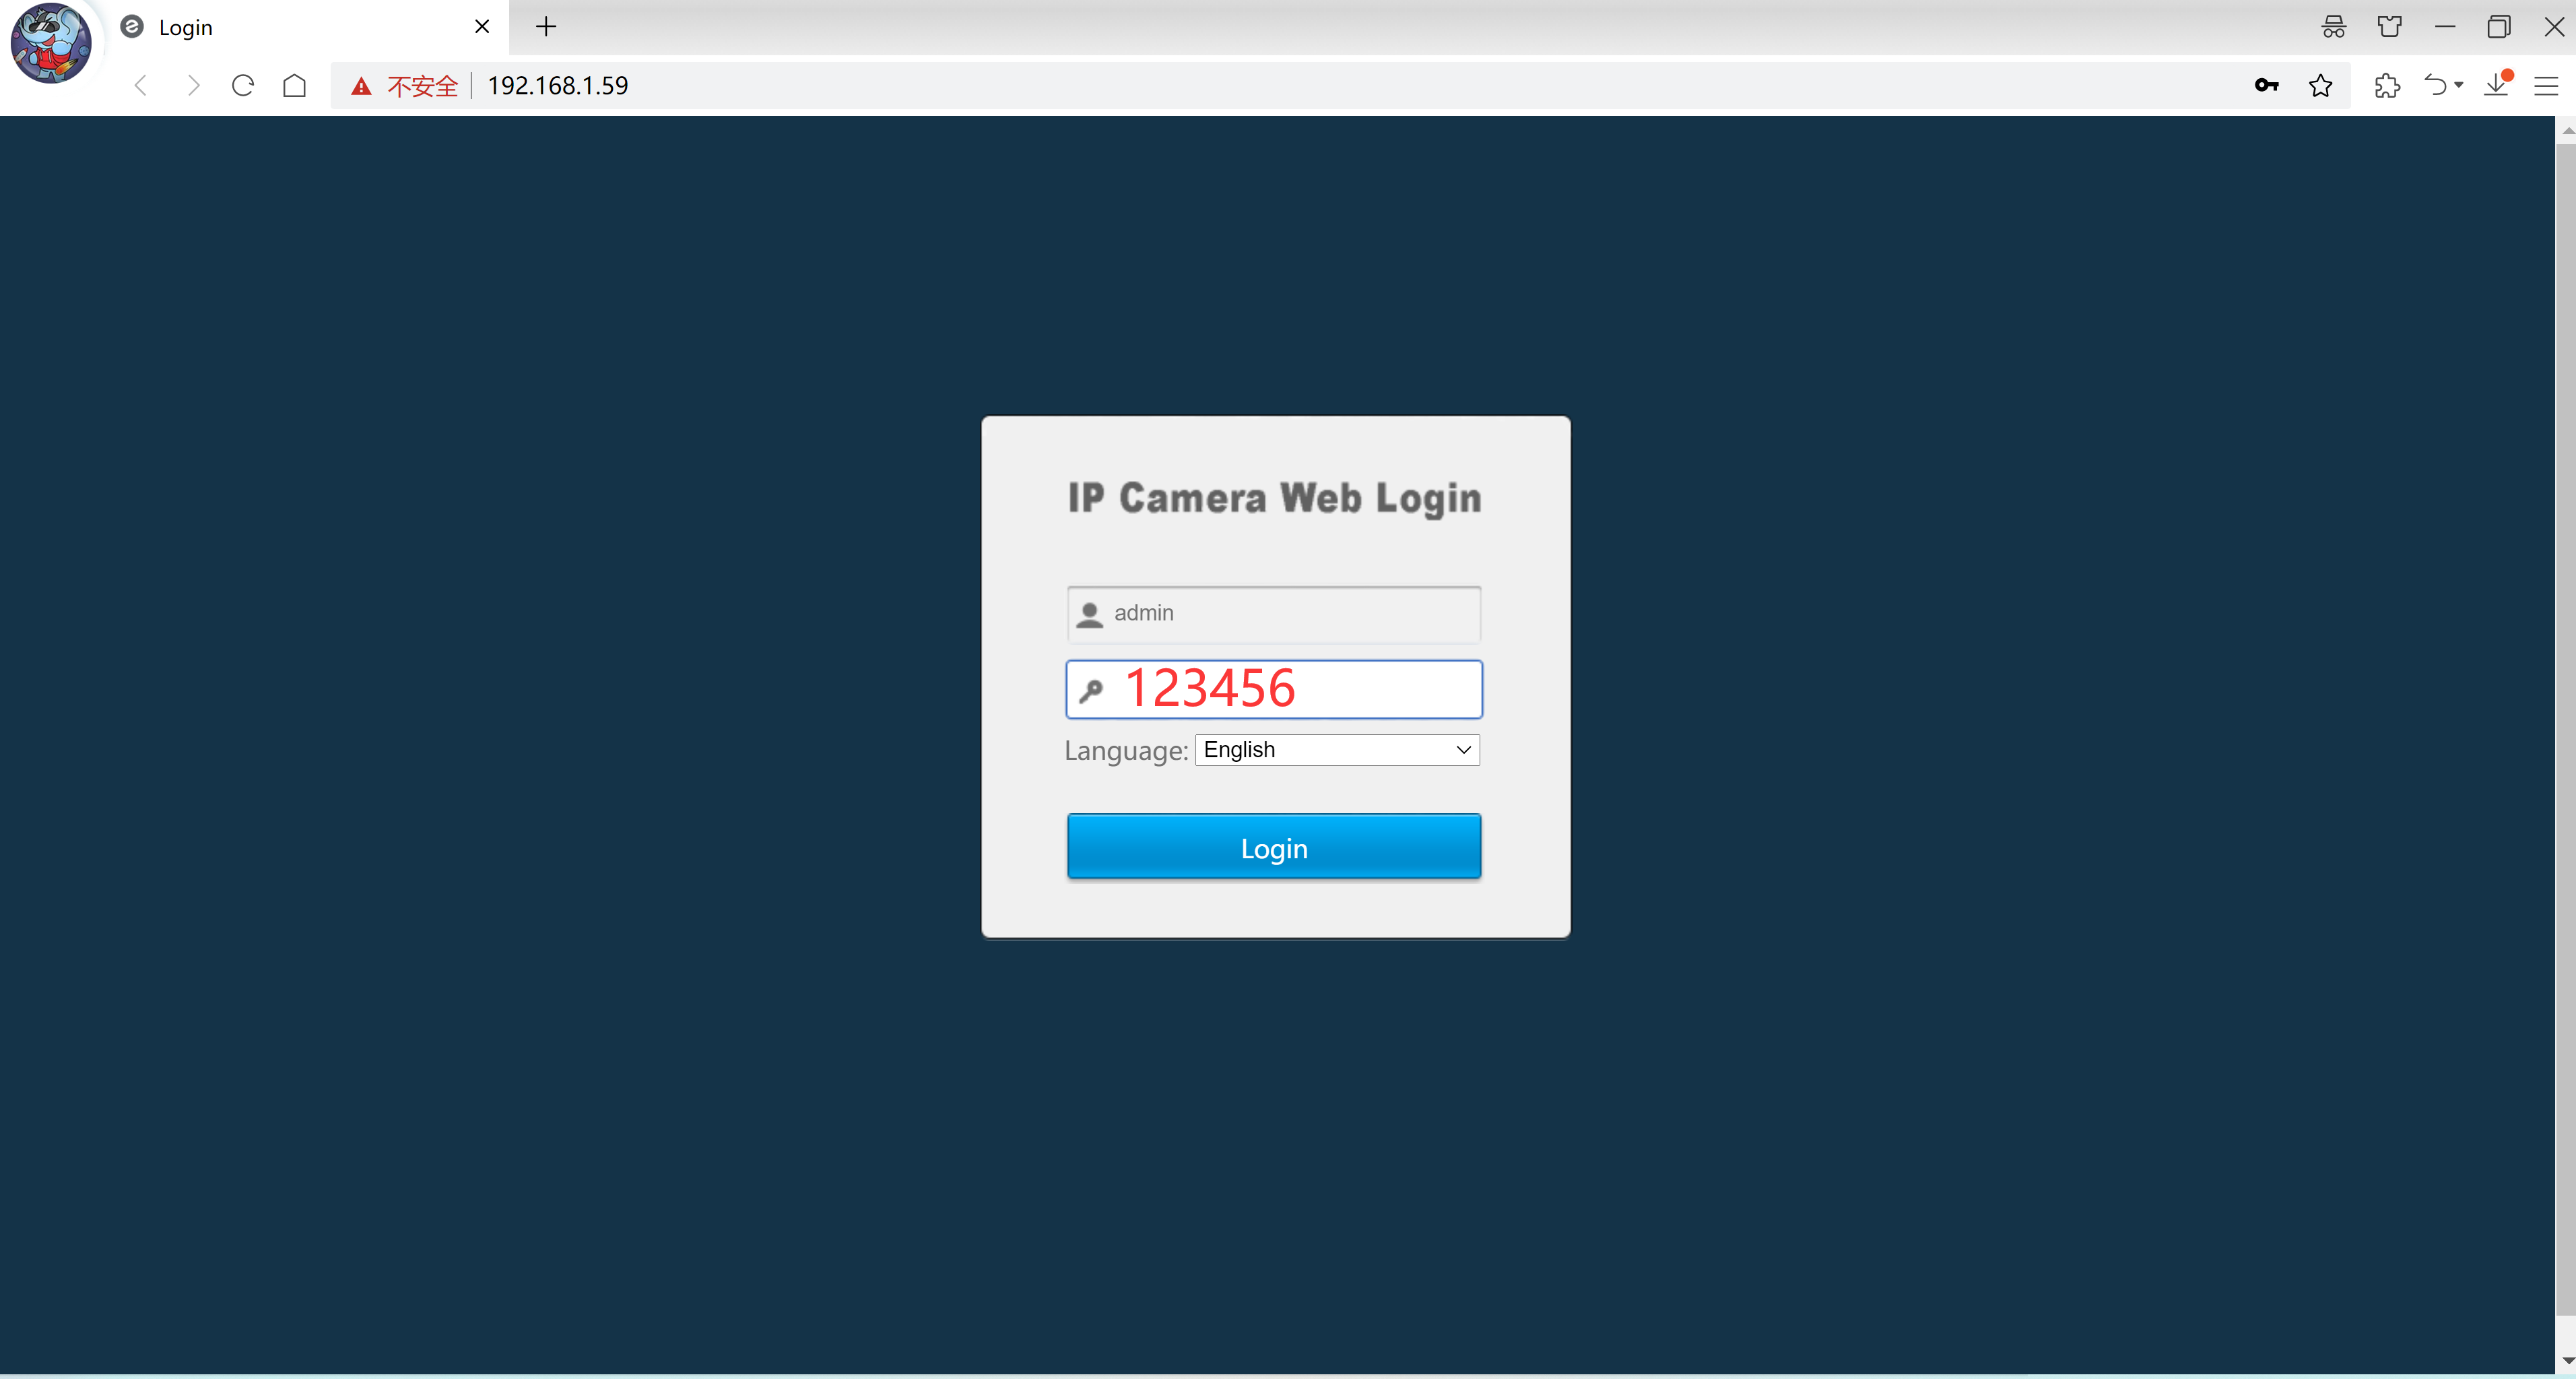 Login
不安全 192.168.1.59
IP Camera Web Login
admin
123456
Language: English
Login